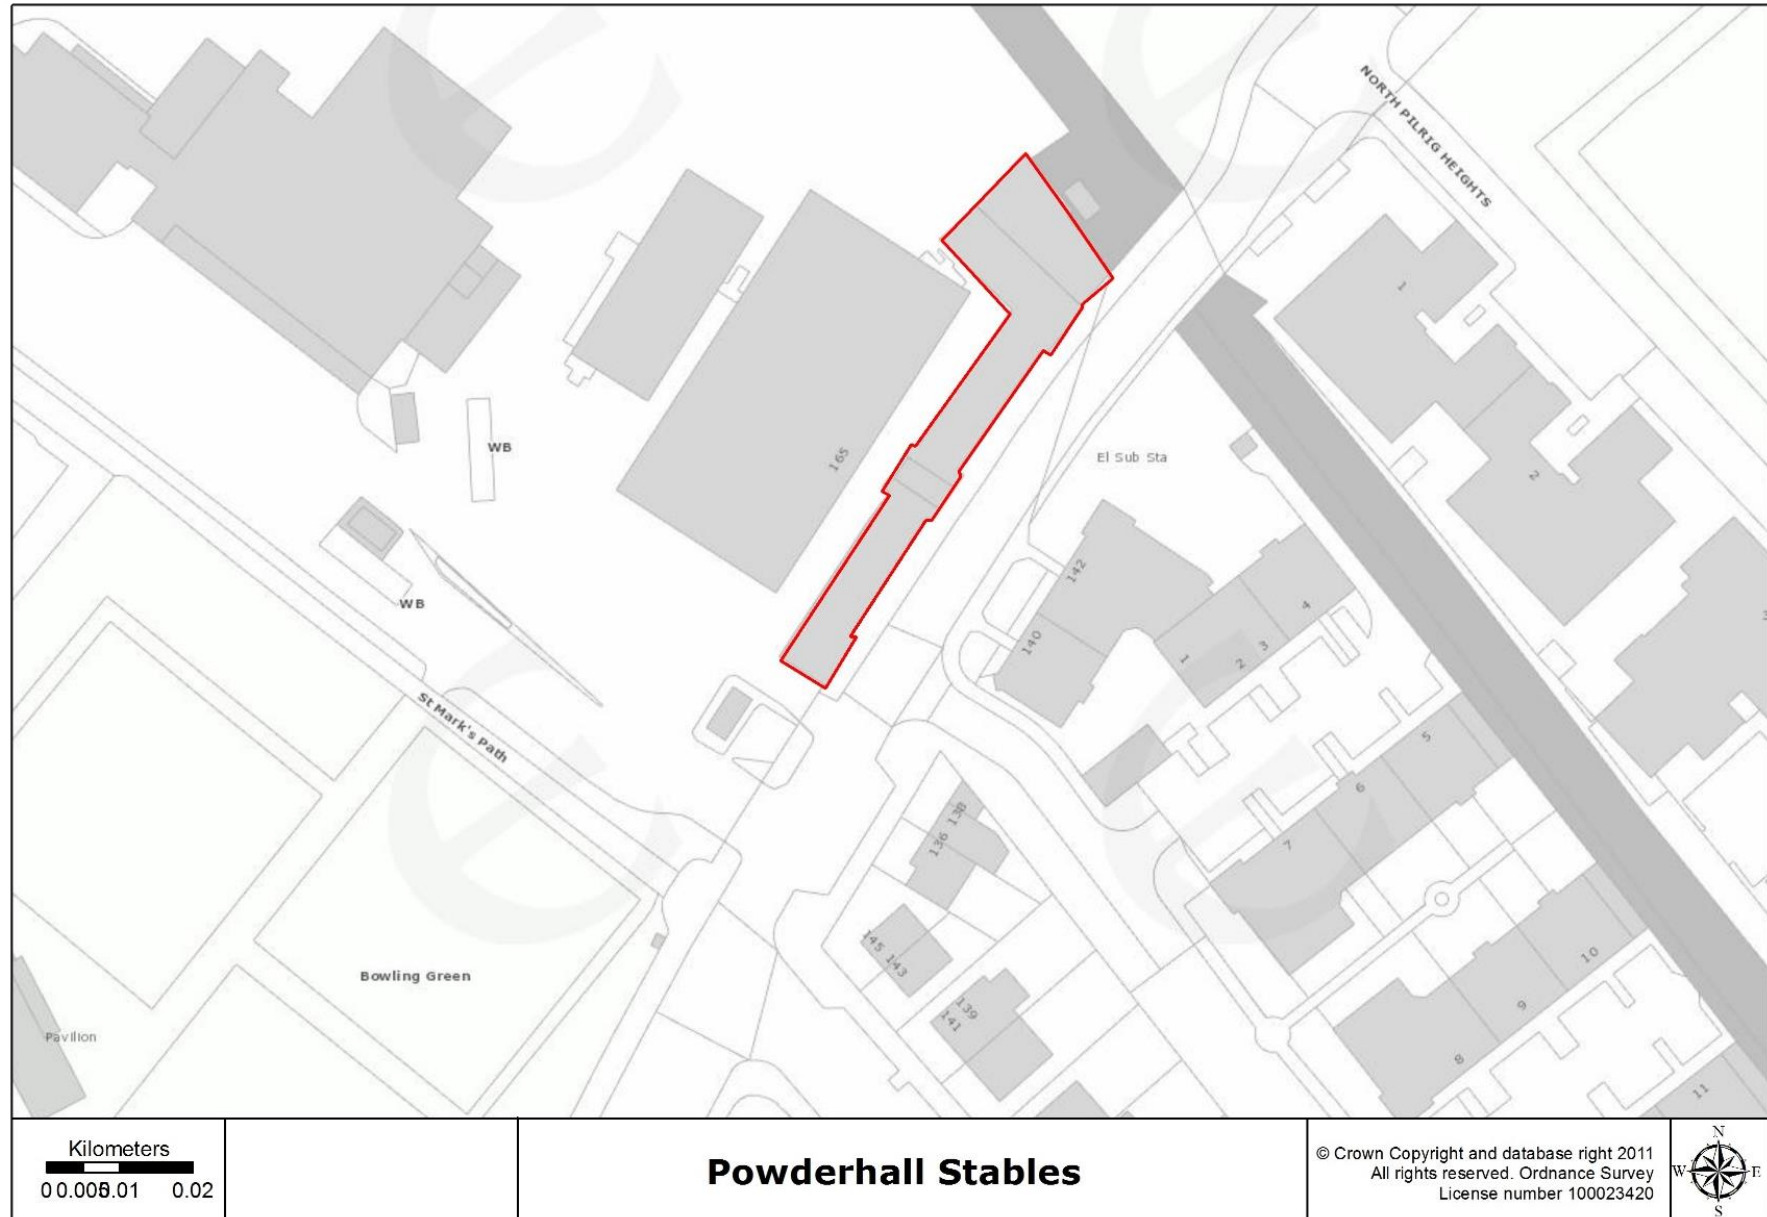 NORTH PILRIG HEIGHTS
1
165
WB
El Sub Sta
2
142
4
WB
140
3
1
2
St Mark's Path
5
6
138
136
7
145 143
10
Bowling Green
139
141
9
Pavilion
8
11
Kilometers
0 0.005 0.01 0.02
Powderhall Stables
© Crown Copyright and database right 2011
All rights reserved. Ordnance Survey
License number 100023420
N
W E
S